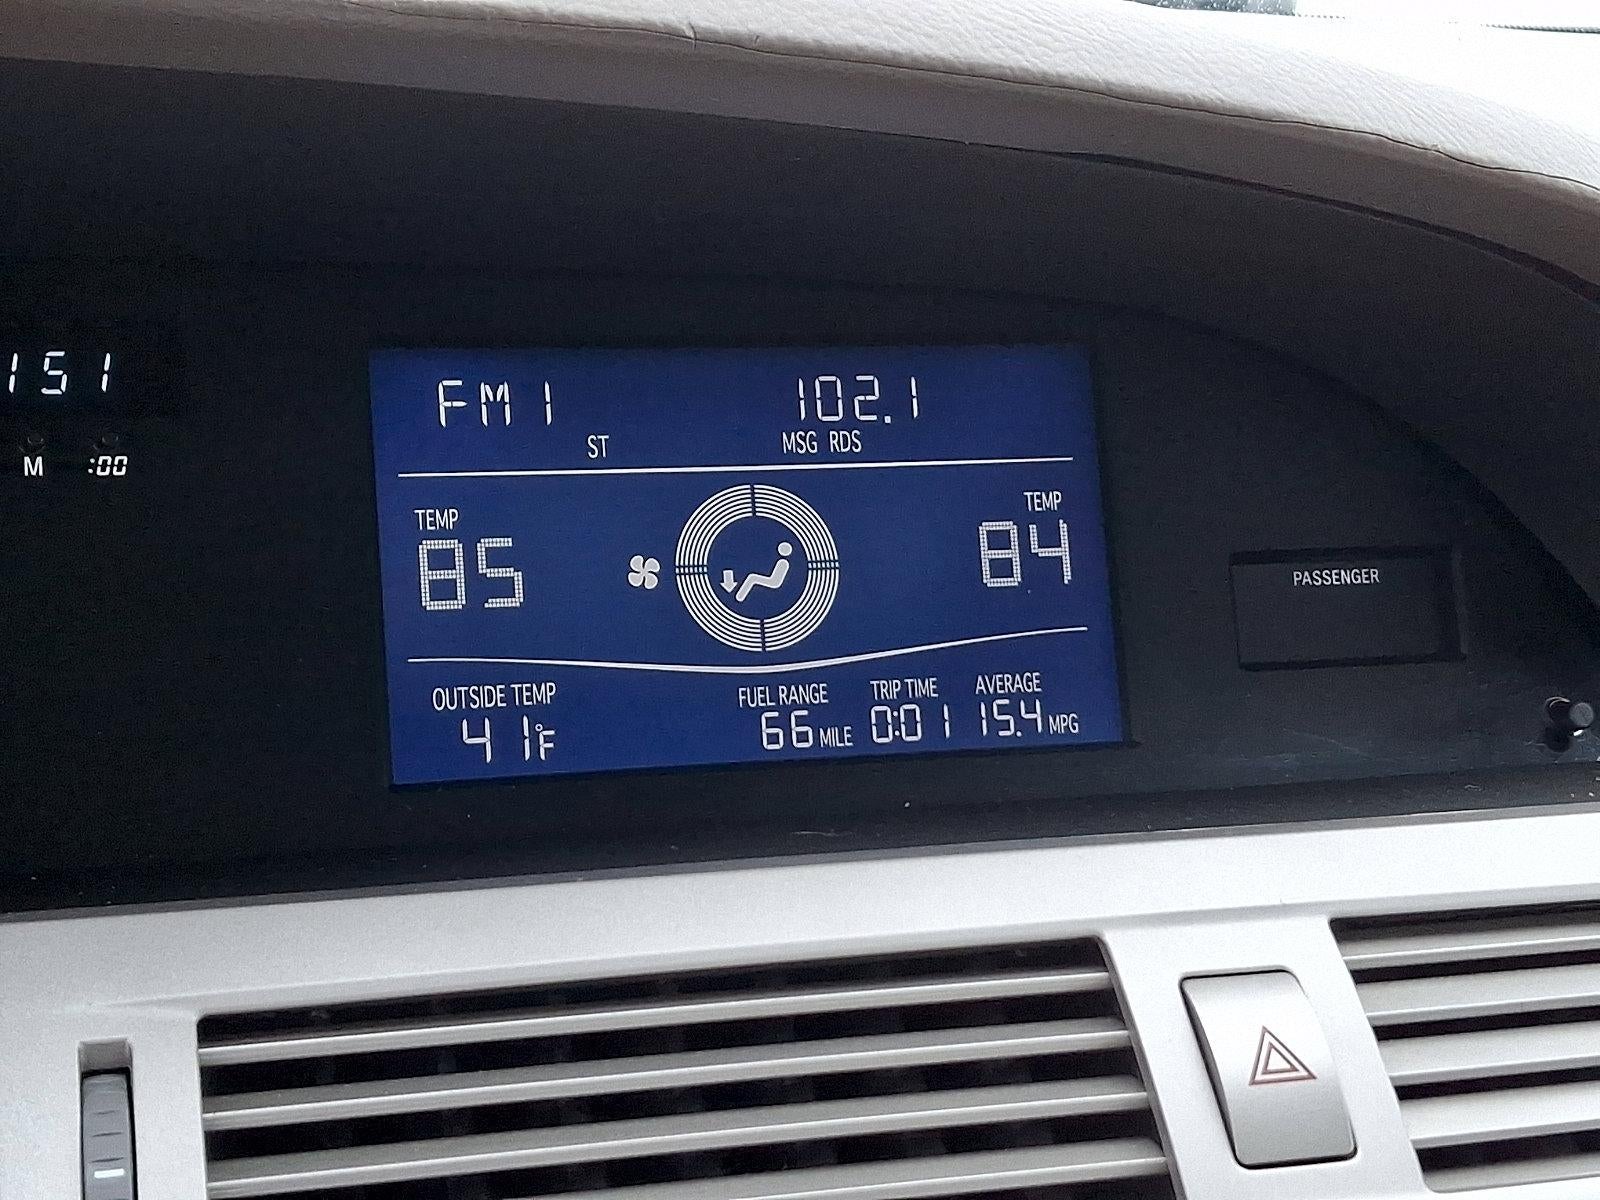 151
M :00
FM1 102.1
ST MSG RDS
TEMP TEMP
85 84
PASSENGER
OUTSIDE TEMP FUEL RANGE TRIP TIME AVERAGE
41°F 66 MILE 0:01 15.4 MPG